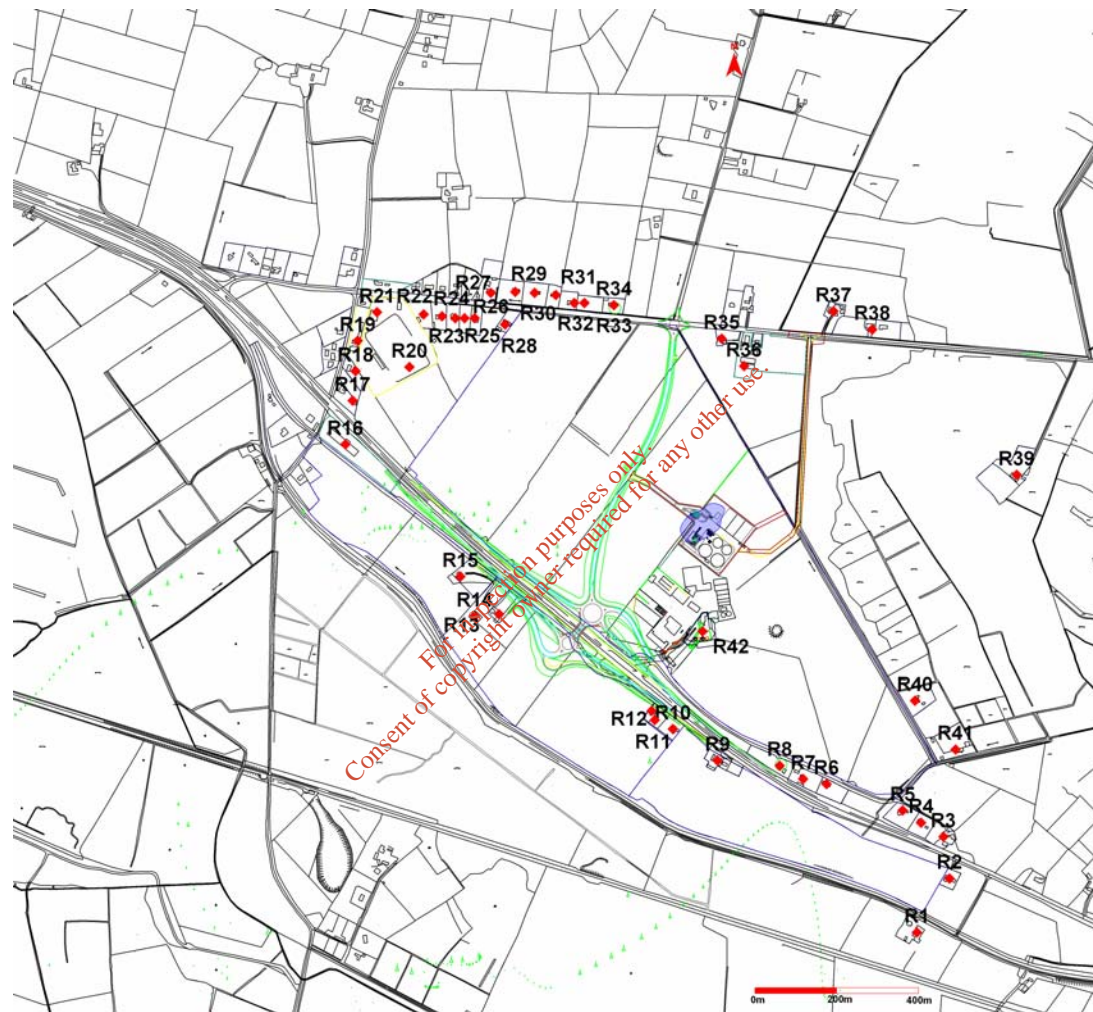 R27
R29
R31
R34
R21
R22
R24
R26
R30
R32
R33
R23
R25
R28
R19
R18
R20
R17
R16
R37
R38
R35
R36
R39
For inspection purposes only.
Consent of copyright owner required for any other use.
R15
R14
R13
R42
R12
R10
R11
R9
R8
R7
R6
R40
R41
R5
R4
R3
R2
R1
0m 200m 400m